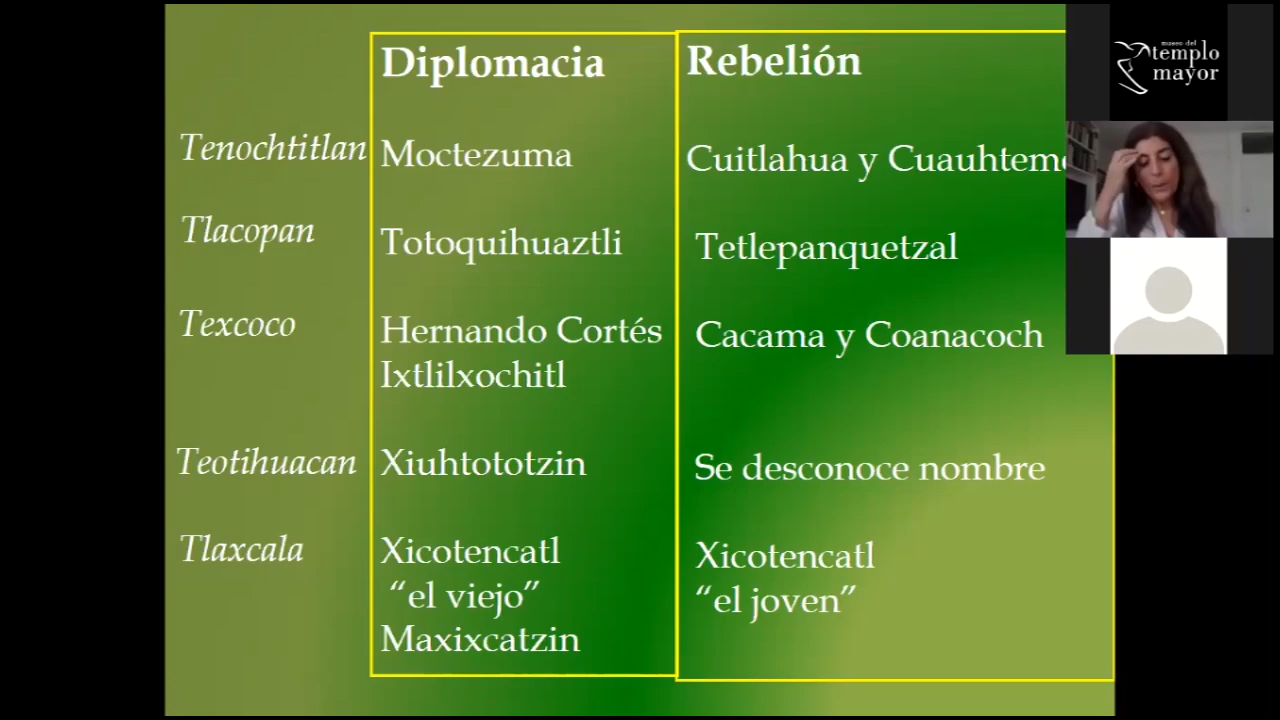 Diplomacia
Rebelión
museo del
templo
mayor
Tenochtitlan
Moctezuma
Cuitlahua y Cuauhtem
Tlacopan
Totoquihuaztli
Tetlepanquetzal
Texcoco
Hernando Cortés
Ixtlilxochitl
Cacama y Coanacoch
Teotihuacan
Xiuhtototzin
Se desconoce nombre
Tlaxcala
Xicotencatl
“el viejo”
Maxixcatzin
Xicotencatl
“el joven”